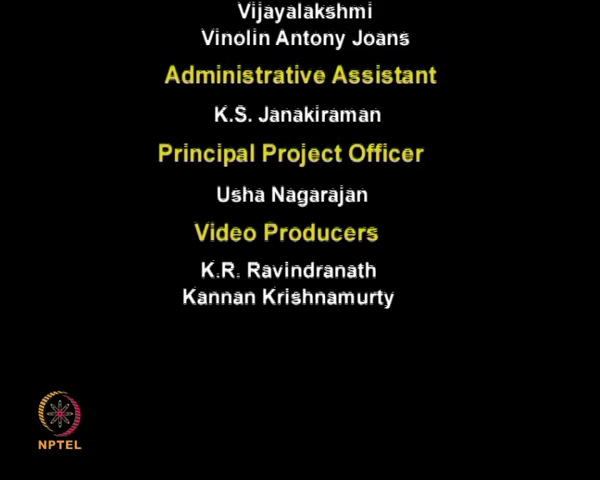 Vijayalakshmi
Vinolin Antony Joans
Administrative Assistant
K.S. Janakiraman
Principal Project Officer
Usha Nagarajan
Video Producers
K.R. Ravindranath
Kannan Krishnamurty
NPTEL